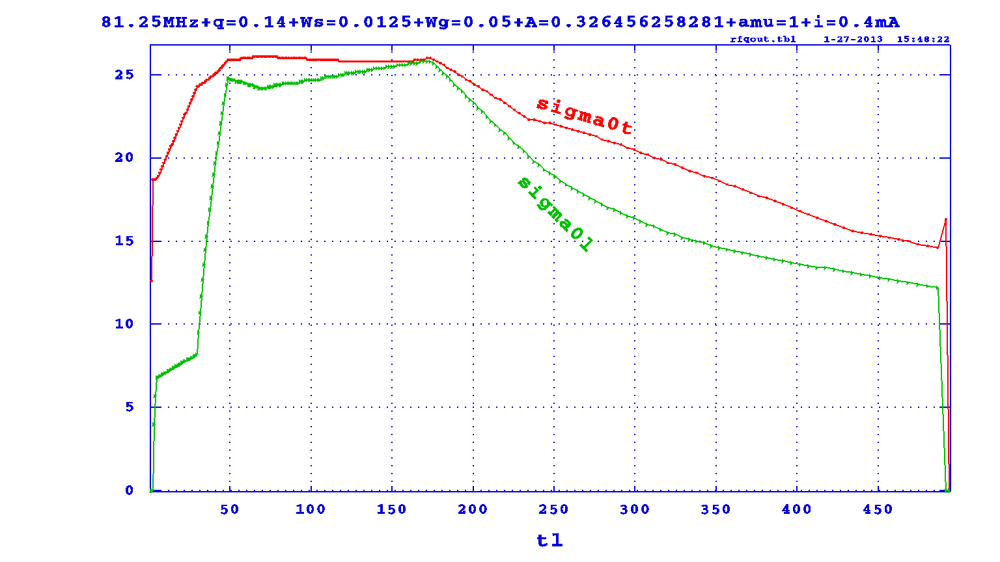 81.25MHz+q=0.14+Ws=0.0125+Wg=0.05+A=0.326456258281+amu=1+i=0.4mA
rfqout.tbl 1-27-2013 15:48:22
25
20
15
10
5
0
sigma0t
sigma0l
50 100 150 200 250 300 350 400 450
tl